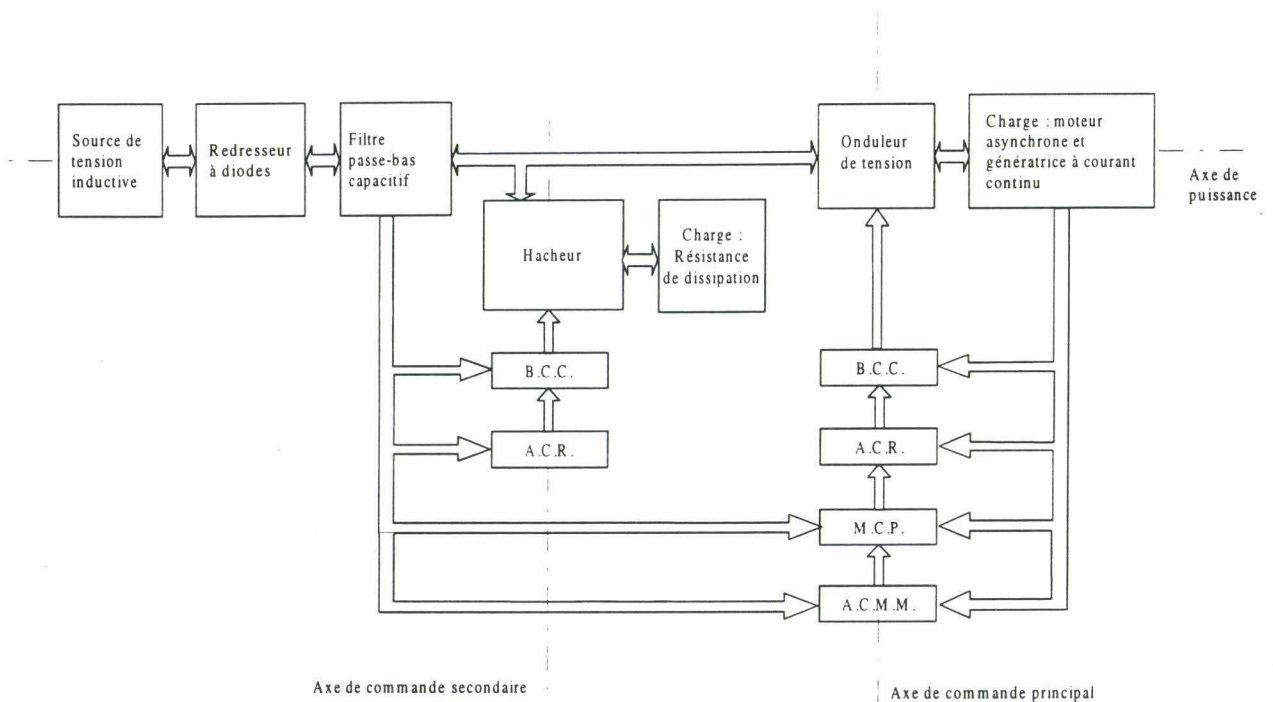 Source de
tension
inductive
Redresseur
à diodes
Filtre
passe-bas
capacitif
Onduleur
de tension
Charge : moteur
asynchrone et
génératrice à courant
continu
Axe de
puissance
Hacheur
Charge :
Résistance
de dissipation
B.C.C.
B.C.C.
A.C.R.
A.C.R.
M.C.P.
A.C.M.M.
Axe de commande secondaire
Axe de commande principal